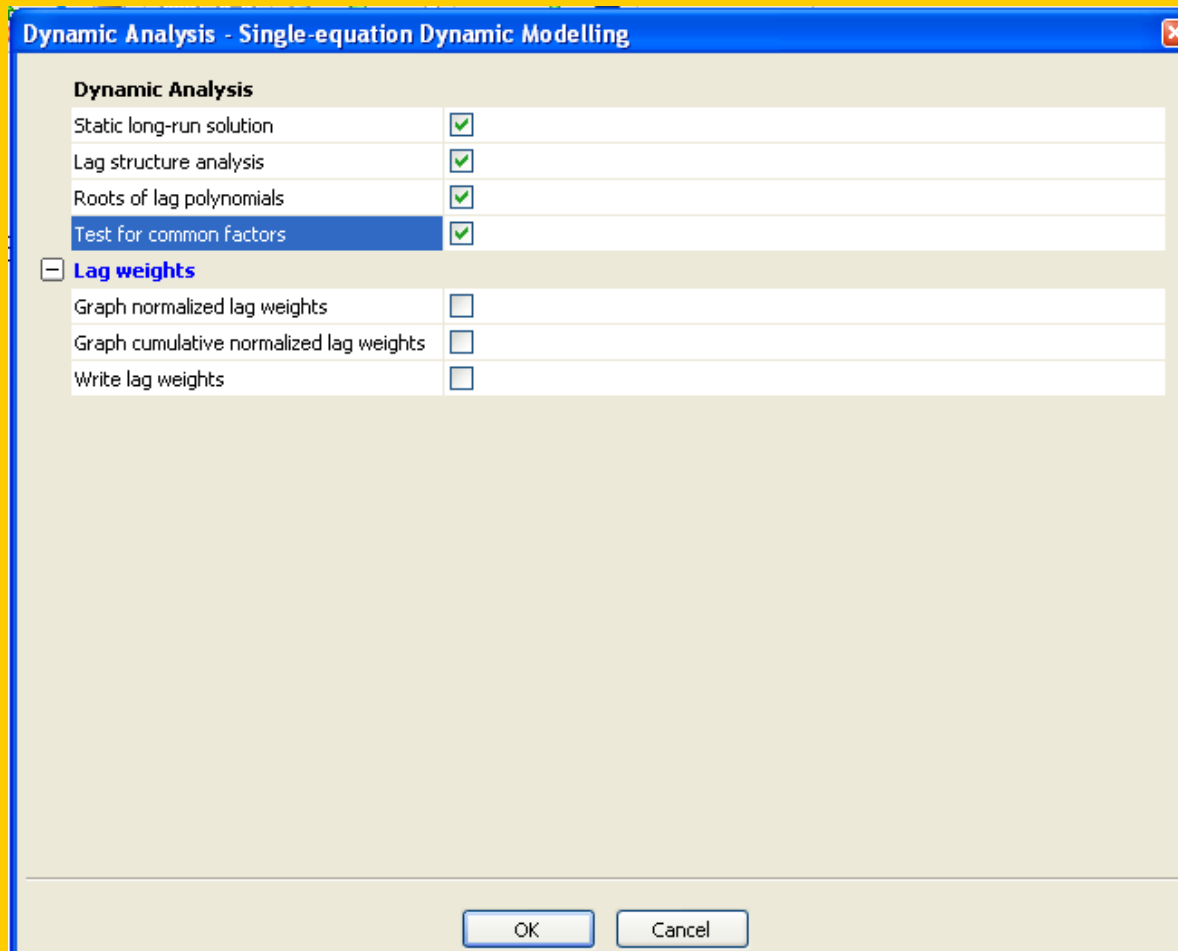 Dynamic Analysis - Single-equation Dynamic Modelling
Dynamic Analysis
Static long-run solution
Lag structure analysis
Roots of lag polynomials
Test for common factors
Lag weights
Graph normalized lag weights
Graph cumulative normalized lag weights
Write lag weights
OK Cancel